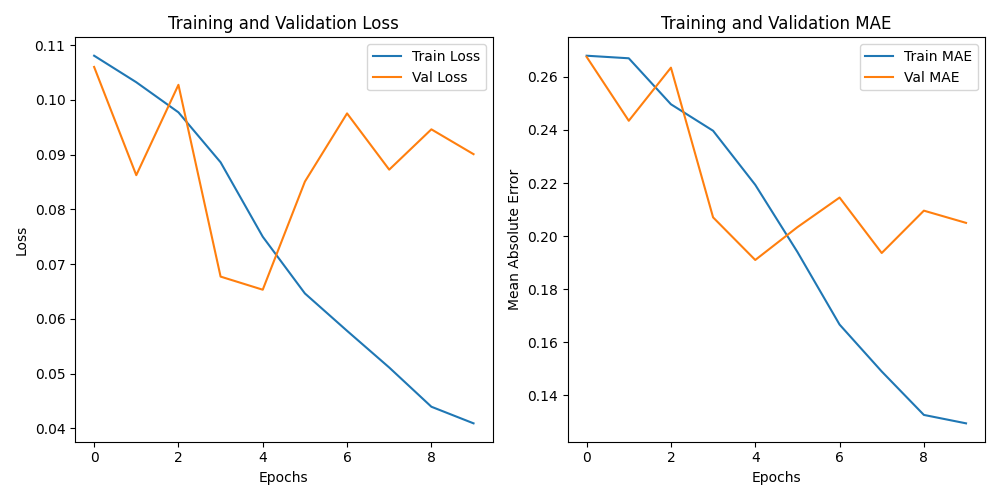 Training and Validation Loss
Train Loss
Val Loss
0.11
0.10
0.09
0.08
0.07
0.06
0.05
0.04
Loss
0
2
4
6
8
Epochs
Training and Validation MAE
Train MAE
Val MAE
0.26
0.24
0.22
0.20
0.18
0.16
0.14
Mean Absolute Error
0
2
4
6
8
Epochs